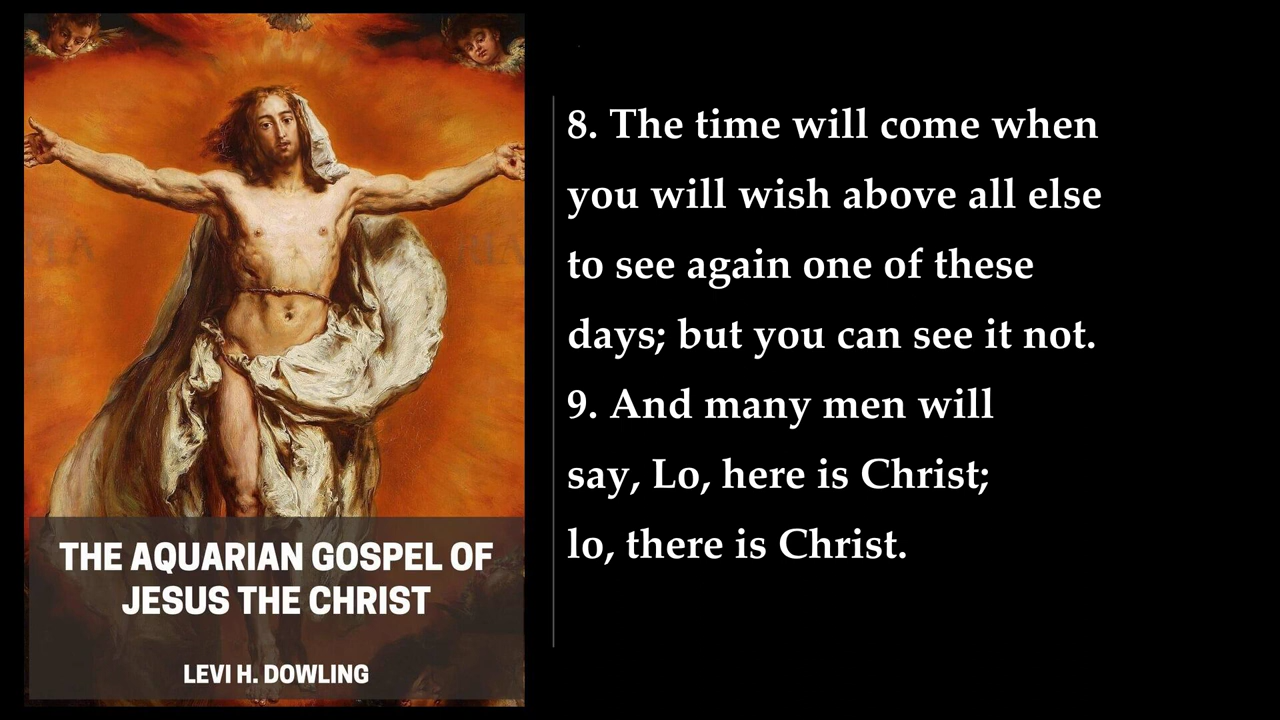 THE AQUARIAN GOSPEL OF
JESUS THE CHRIST
LEVI H. DOWLING
8. The time will come when
you will wish above all else
to see again one of these
days; but you can see it not.
9. And many men will
say, Lo, here is Christ;
lo, there is Christ.